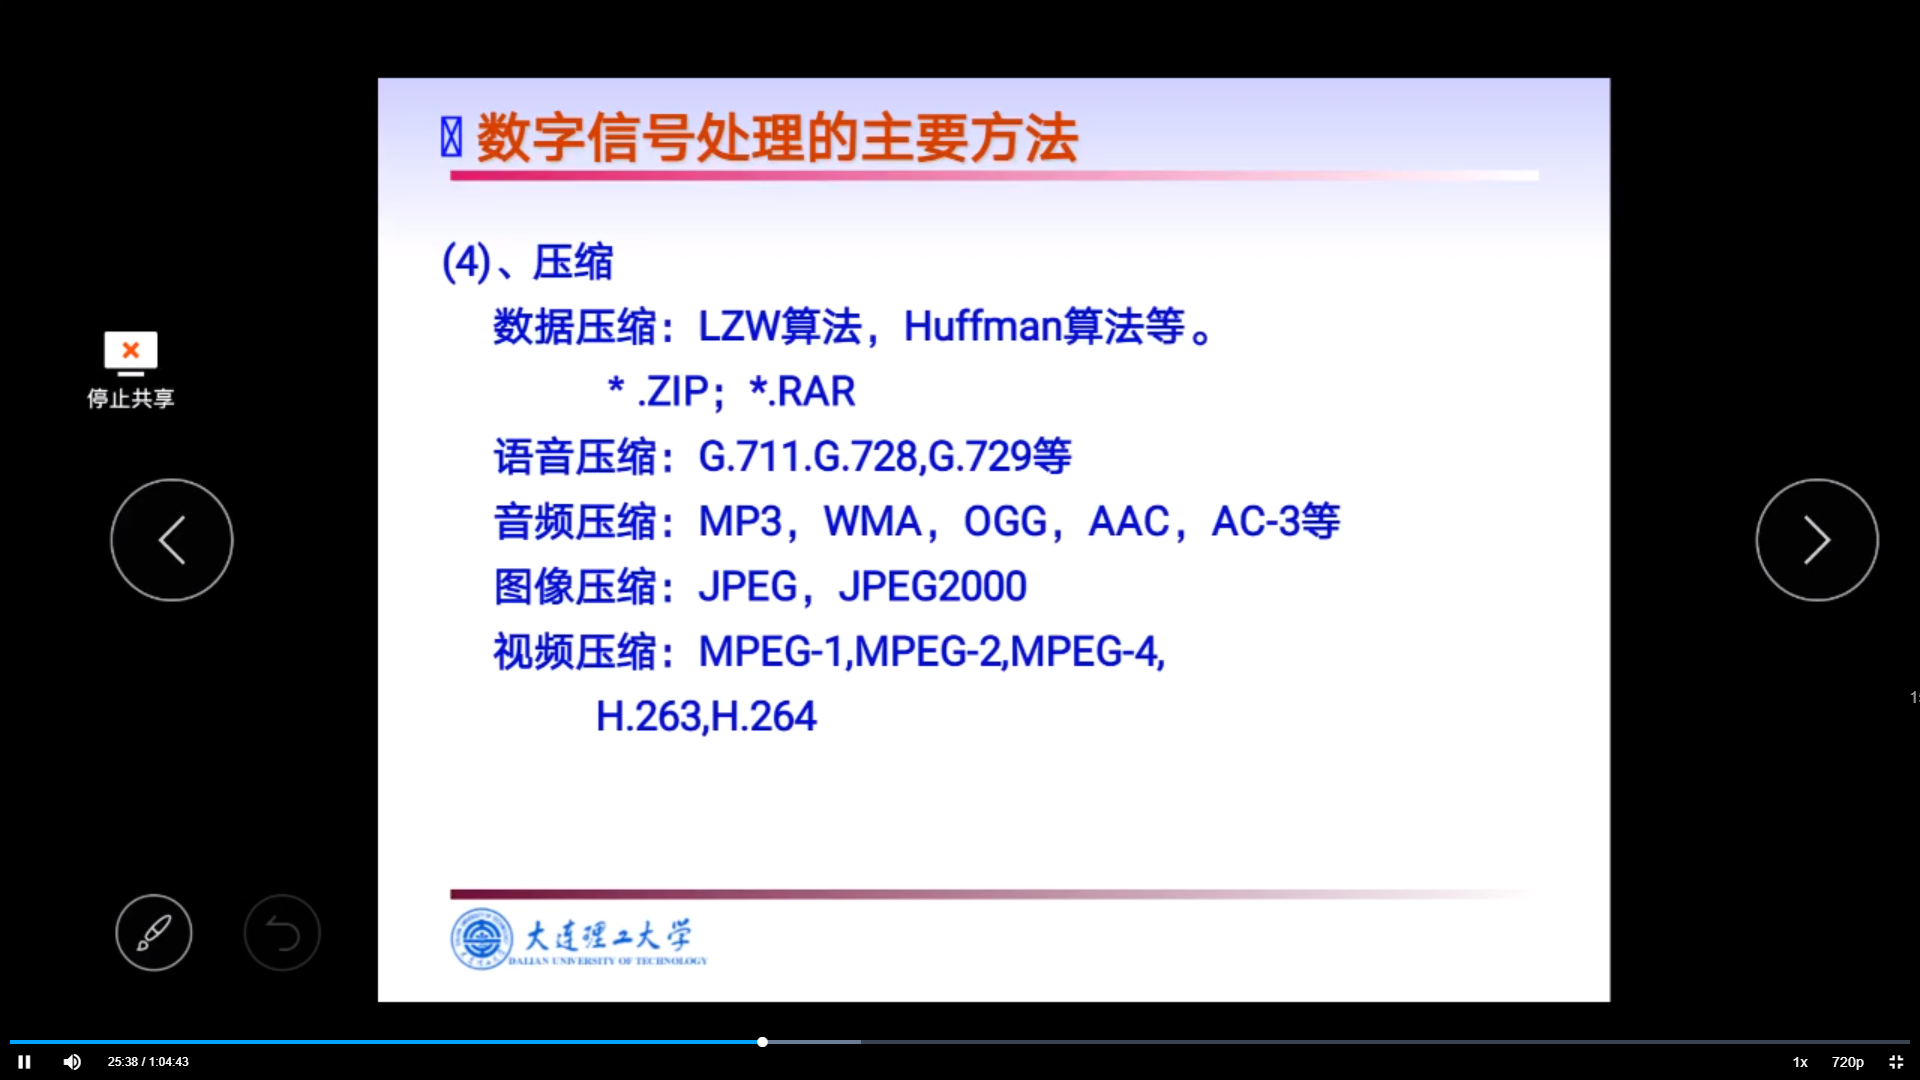 数字信号处理的主要方法
(4)、压缩
数据压缩：LZW算法，Huffman算法等。
* .ZIP；*.RAR
语音压缩：G.711.G.728,G.729等
音频压缩：MP3，WMA，OGG，AAC，AC-3等
图像压缩：JPEG，JPEG2000
视频压缩：MPEG-1,MPEG-2,MPEG-4,
H.263,H.264
停止共享
大连理工大学
DALIAN UNIVERSITY OF TECHNOLOGY
25:38 / 1:04:43
1x
720p